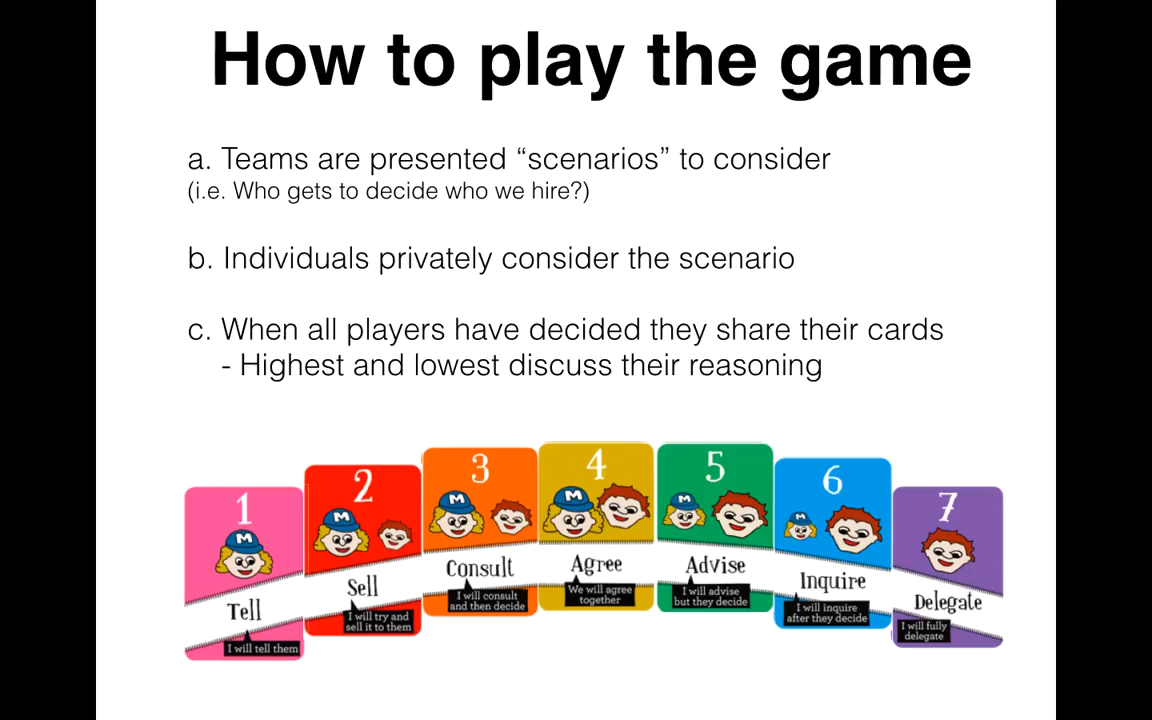 How to play the game
a. Teams are presented “scenarios” to consider
(i.e. Who gets to decide who we hire?)
b. Individuals privately consider the scenario
c. When all players have decided they share their cards
- Highest and lowest discuss their reasoning
1
M
Tell
I will tell them
2
M
Sell
I will try and
sell it to them
3
M
Consult
I will consult
and then decide
4
M
Agree
We will agree
together
5
M
Advise
I will advise
but they decide
6
M
Inquire
I will inquire
after they decide
7
Delegate
I will fully
delegate